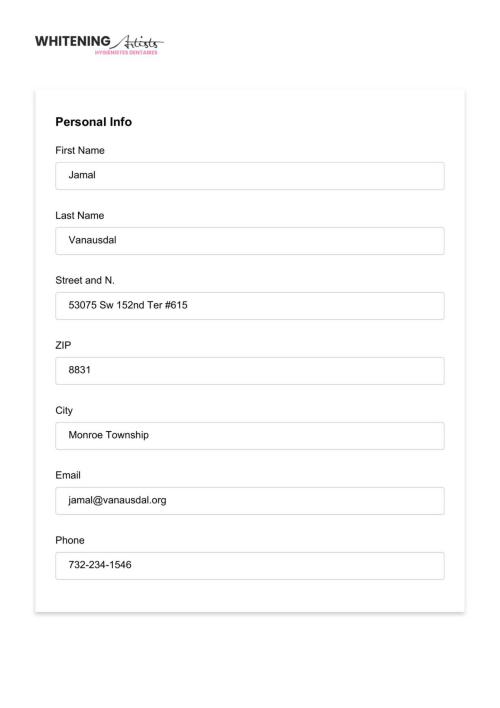 WHITENING Artists
HYGIÉNISTES DENTAIRES
Personal Info
First Name
Jamal
Last Name
Vanausdal
Street and N.
53075 Sw 152nd Ter #615
ZIP
8831
City
Monroe Township
Email
jamal@vanausdal.org
Phone
732-234-1546